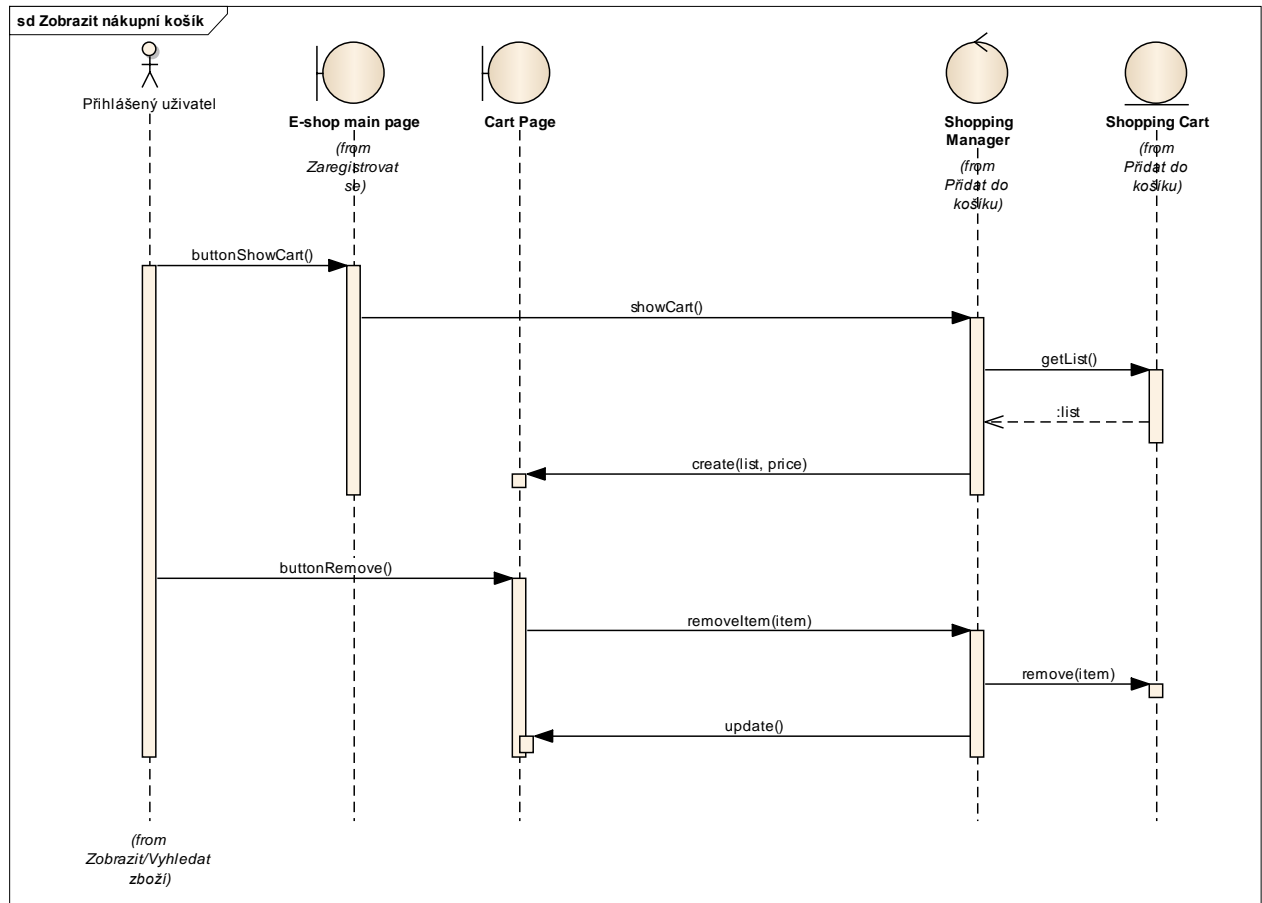 sd Zobrazit nákupní košík
Přihlášený uživatel
E-shop main page
(from
Zaregistrovat
se)
Cart Page
Shopping
Manager
(from
Přidat do
košíku)
Shopping Cart
(from
Přidat do
košíku)
buttonShowCart()
showCart()
getList()
:list
create(list, price)
buttonRemove()
removeItem(item)
remove(item)
update()
(from
Zobrazit/Vyhledat
zboží)